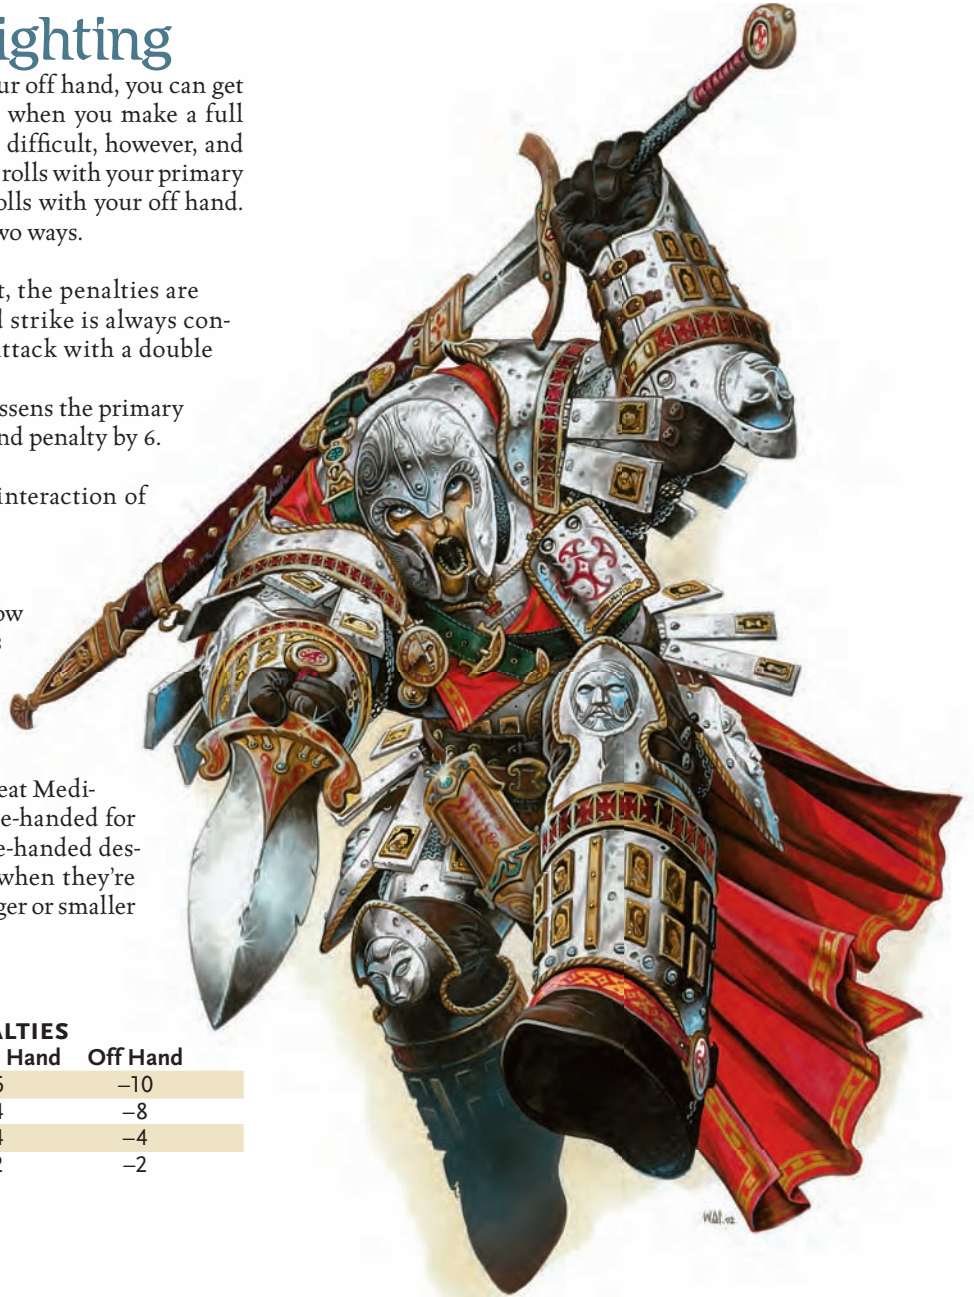 ighting
ur off hand, you can get
when you make a full
difficult, however, and
rolls with your primary
olls with your off hand.
wo ways.
t, the penalties are
d strike is always con-
ttack with a double
ssens the primary
nd penalty by 6.
interaction of
ow
eat Medi-
e-handed for
e-handed des-
when they’re
ger or smaller
ALTIES
Hand Off Hand
–10
–8
–4
–2